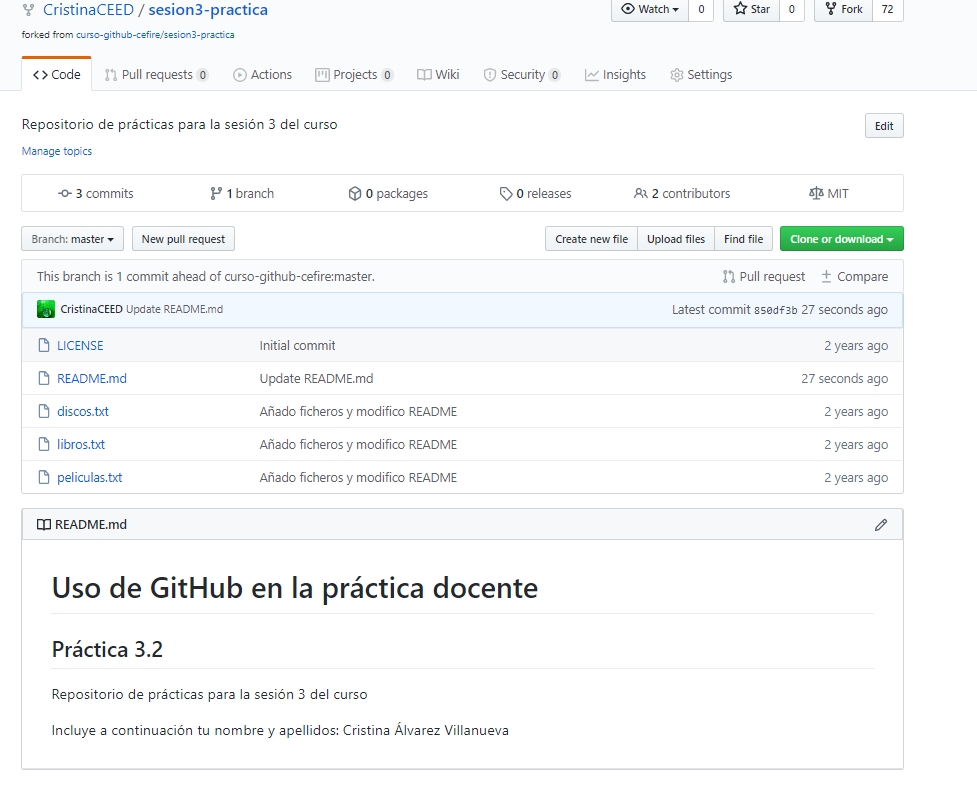 CristinaCEED / sesion3-practica
Watch 0 Star 0 Fork 72
forked from curso-github-cefire/sesion3-practica
Code Pull requests 0 Actions Projects 0 Wiki Security 0 Insights Settings
Repositorio de prácticas para la sesión 3 del curso
Edit
Manage topics
3 commits 1 branch 0 packages 0 releases 2 contributors MIT
Branch: master New pull request Create new file Upload files Find file Clone or download
This branch is 1 commit ahead of curso-github-cefire:master. Pull request Compare
CristinaCEED Update README.md Latest commit 850df3b 27 seconds ago
LICENSE Initial commit 2 years ago
README.md Update README.md 27 seconds ago
discos.txt Añado ficheros y modifico README 2 years ago
libros.txt Añado ficheros y modifico README 2 years ago
peliculas.txt Añado ficheros y modifico README 2 years ago
README.md
Uso de GitHub en la práctica docente
Práctica 3.2
Repositorio de prácticas para la sesión 3 del curso
Incluye a continuación tu nombre y apellidos: Cristina Álvarez Villanueva